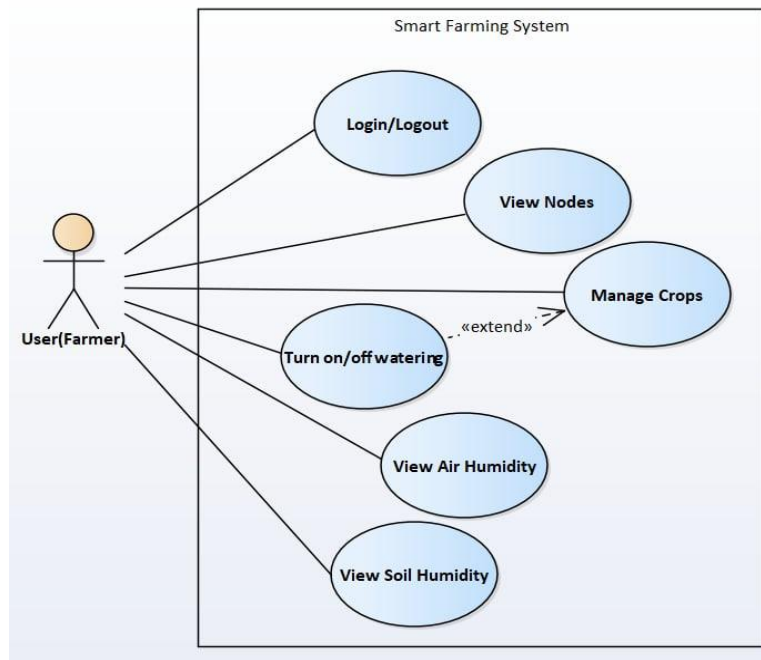 Smart Farming System
Login/Logout
View Nodes
Manage Crops
«extend»
User(Farmer)
Turn on/off watering
View Air Humidity
View Soil Humidity